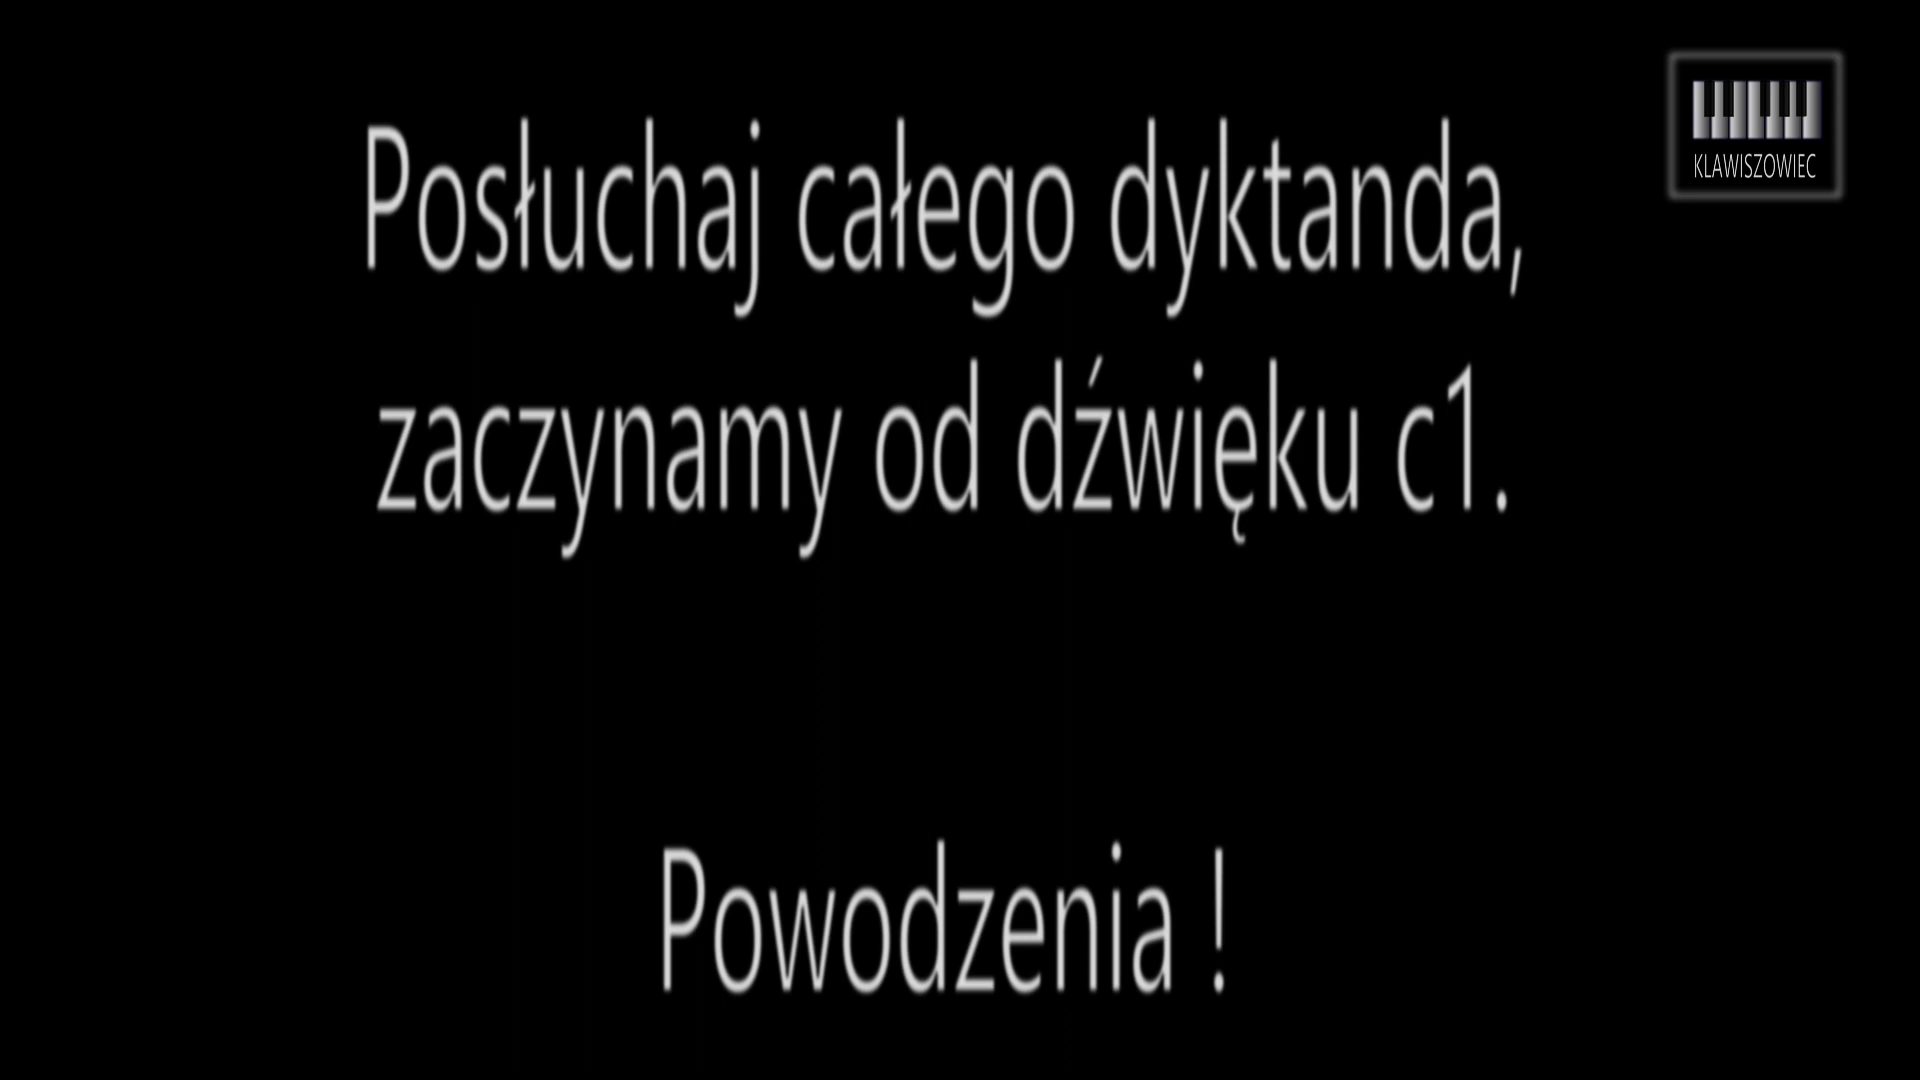 Posłuchaj całego dyktanda,
zaczynamy od dźwięku c1.
Powodzenia !
KLAWISZOWIEC